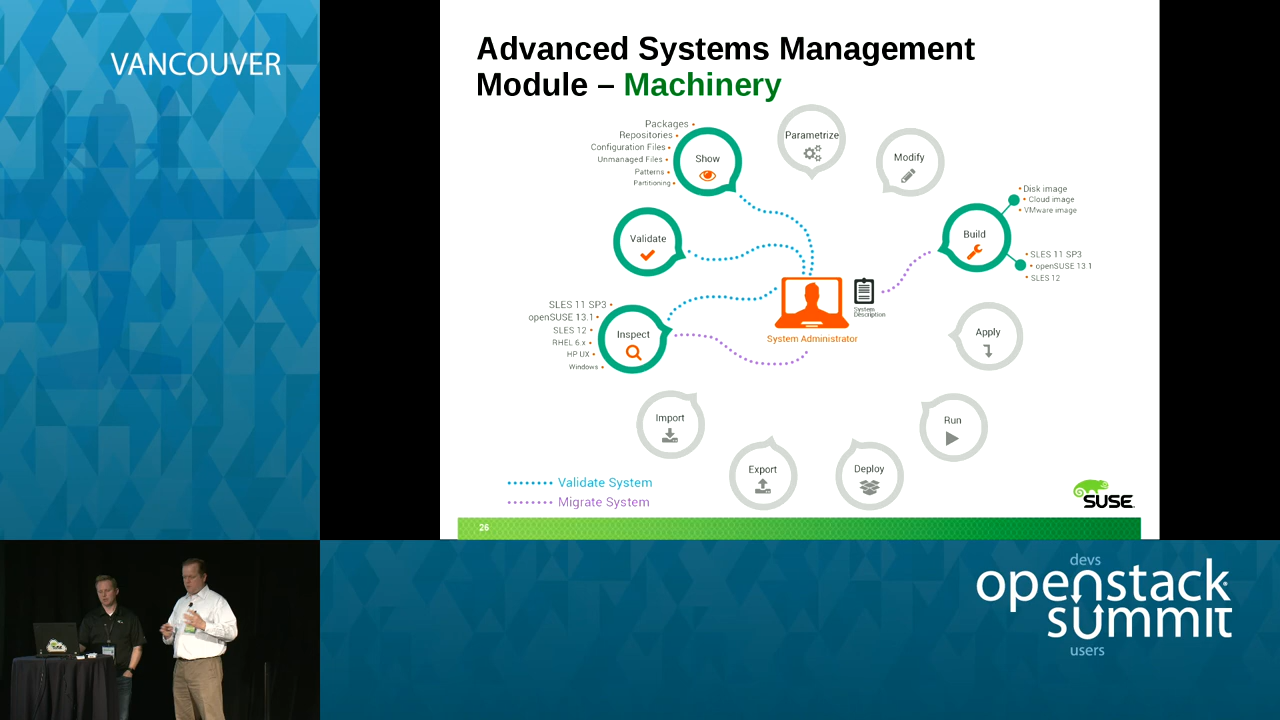 VANCOUVER
Advanced Systems Management
Module – Machinery
Packages
Repositories
Configuration Files
Unmanaged Files
Patterns
Partitioning
Show
Parametrize
Modify
Disk image
Cloud image
VMware image
Build
SLES 11 SP3
openSUSE 13.1
SLES 12
Validate
SLES 11 SP3
openSUSE 13.1
SLES 12
RHEL 6 x
HP UX
Windows
Inspect
System Administrator
System
Description
Apply
Import
Export
Deploy
Run
Validate System
Migrate System
SUSE
26
devs
openstack
summit
users